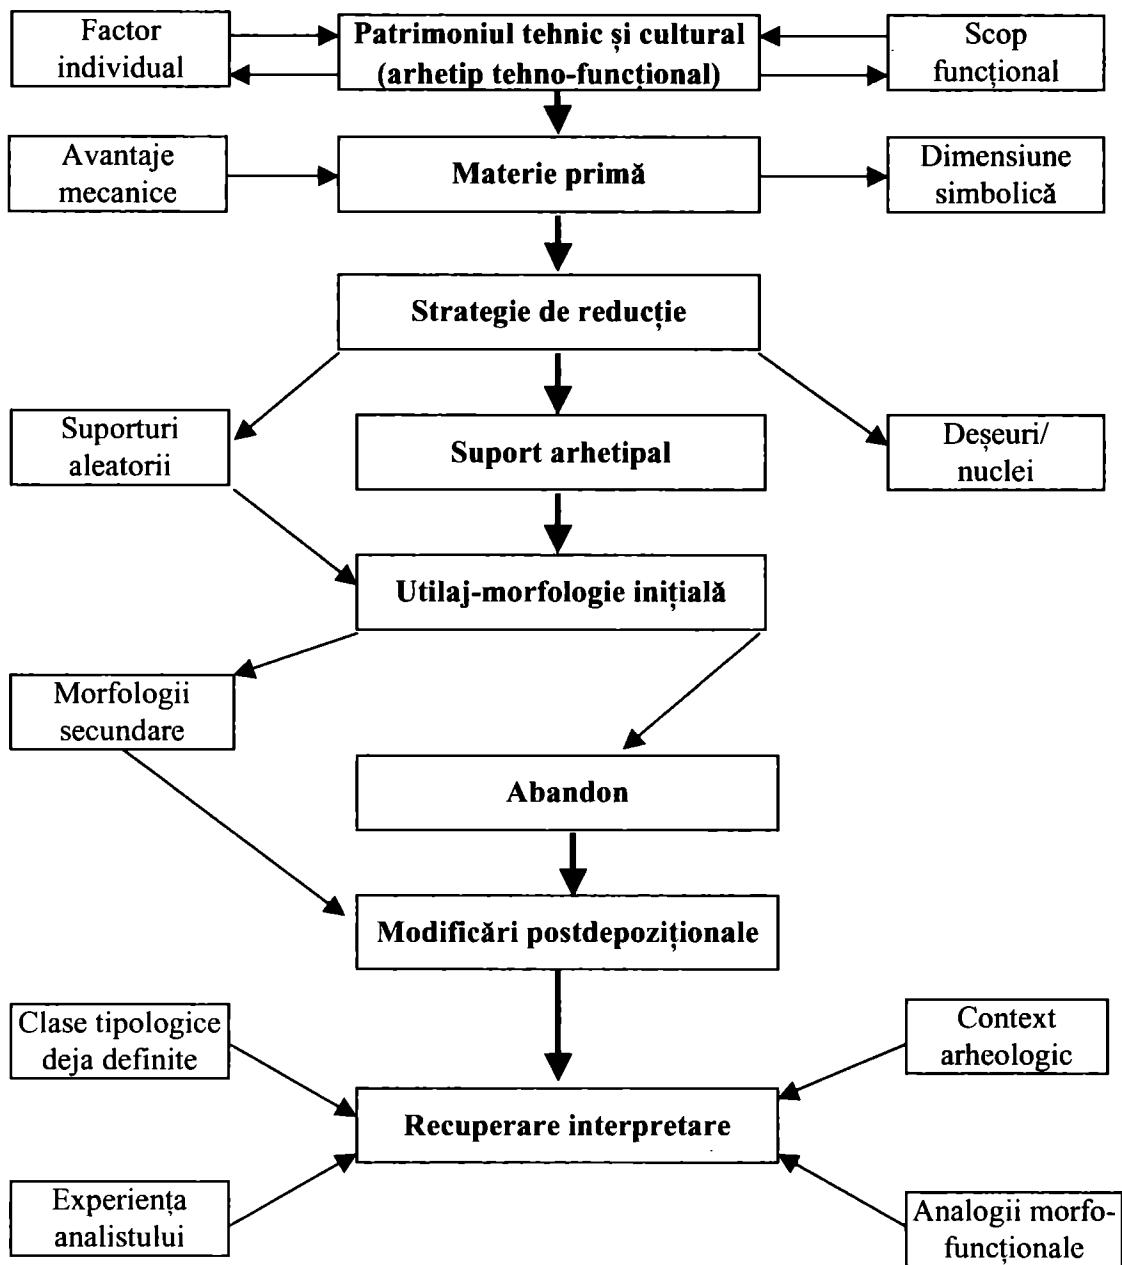 Factor
individual
Patrimoniul tehnic și cultural
(arhetip tehno-funcțional)
Scop
funcțional
Avantaje
mecanice
Materie primă
Dimensiune
simbolică
Strategie de reducție
Suporturi
aleatorii
Suport arhetipal
Deșeuri/
nuclei
Utilaj-morfologie inițială
Morfologii
secundare
Abandon
Modificări postdepoziționale
Clase tipologice
deja definite
Context
arheologic
Recuperare interpretare
Experiența
analistului
Analogii morfo-
funcționale